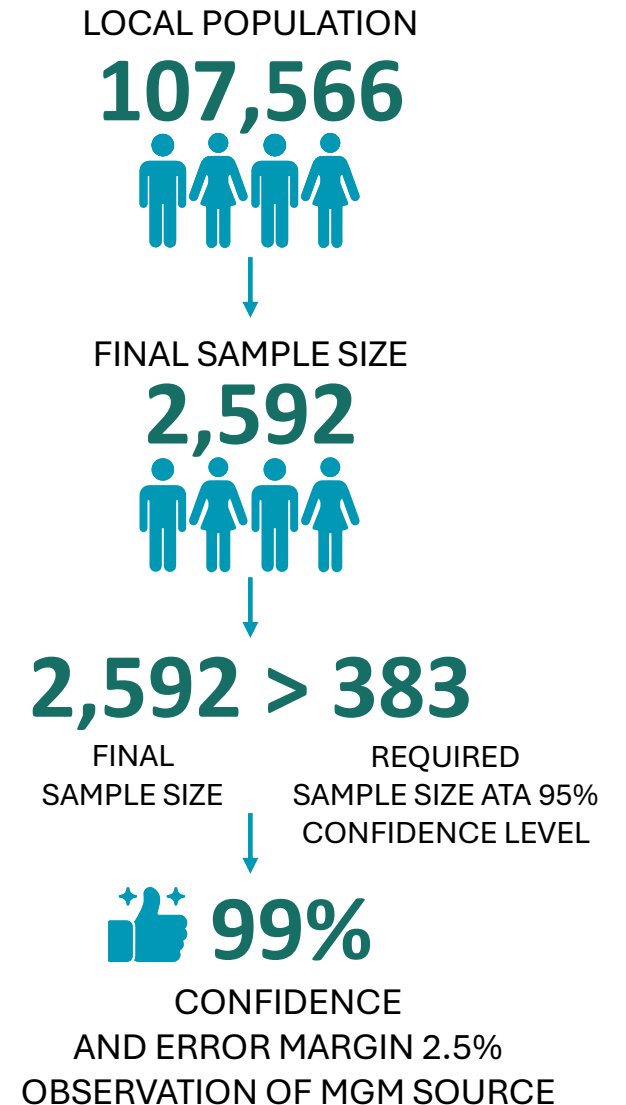 LOCAL POPULATION
107,566
FINAL SAMPLE SIZE
2,592
2,592 > 383
FINAL
SAMPLE SIZE
REQUIRED
SAMPLE SIZE ATA 95%
CONFIDENCE LEVEL
99%
CONFIDENCE
AND ERROR MARGIN 2.5%
OBSERVATION OF MGM SOURCE